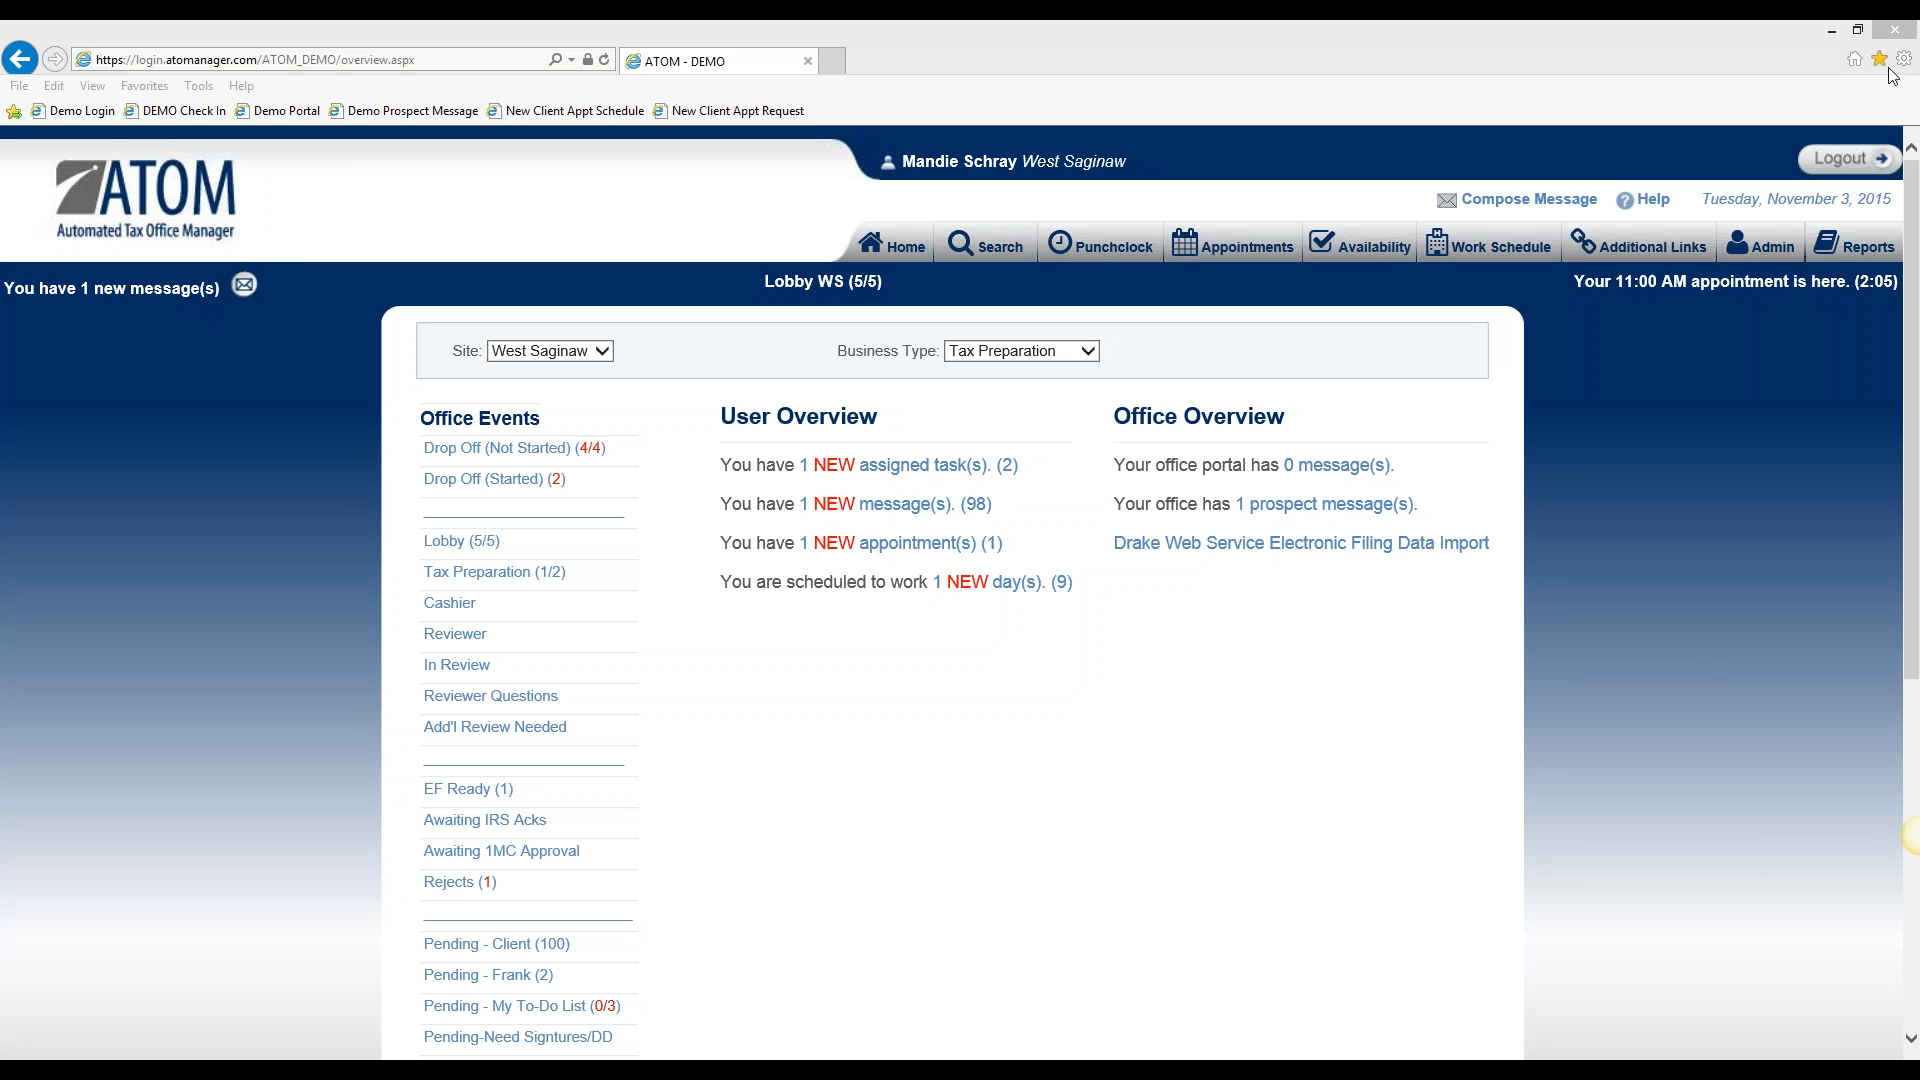 https://login.atomanager.com/ATOM_DEMO/overview.aspx
ATOM - DEMO
File Edit View Favorites Tools Help
Demo Login DEMO Check In Demo Portal Demo Prospect Message New Client Appt Schedule New Client Appt Request
ATOM
Automated Tax Office Manager
Mandie Schray West Saginaw
Logout
Compose Message Help Tuesday, November 3, 2015
Home Search Punchclock Appointments Availability Work Schedule Additional Links Admin Reports
You have 1 new message(s)
Lobby WS (5/5)
Your 11:00 AM appointment is here. (2:05)
Site: West Saginaw
Business Type: Tax Preparation
Office Events
Drop Off (Not Started) (4/4)
Drop Off (Started) (2)
Lobby (5/5)
Tax Preparation (1/2)
Cashier
Reviewer
In Review
Reviewer Questions
Add'l Review Needed
EF Ready (1)
Awaiting IRS Acks
Awaiting 1MC Approval
Rejects (1)
Pending - Client (100)
Pending - Frank (2)
Pending - My To-Do List (0/3)
Pending-Need Signtures/DD
User Overview
You have 1 NEW assigned task(s). (2)
You have 1 NEW message(s). (98)
You have 1 NEW appointment(s) (1)
You are scheduled to work 1 NEW day(s). (9)
Office Overview
Your office portal has 0 message(s).
Your office has 1 prospect message(s).
Drake Web Service Electronic Filing Data Import